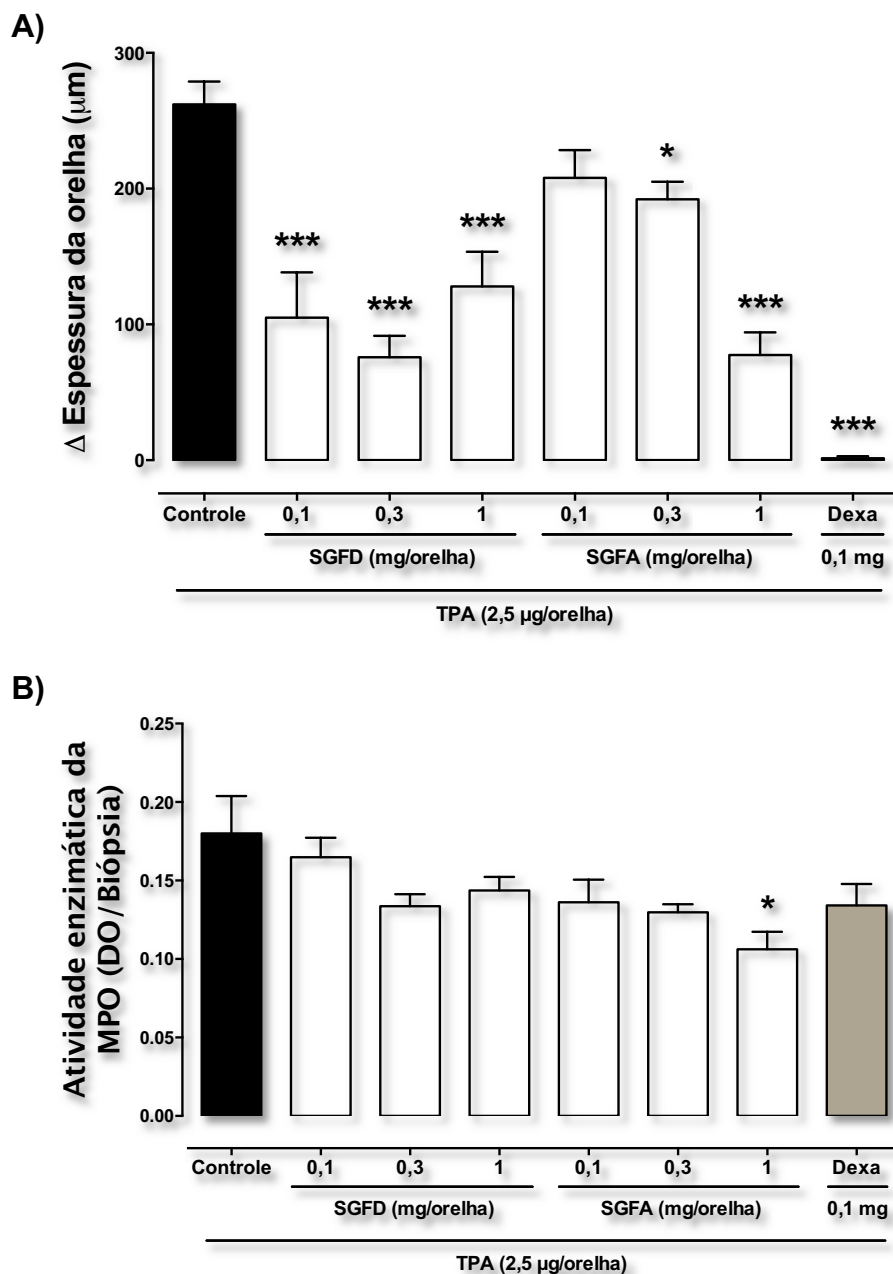 A)
Δ Espessura da orelha (μm)
300
200
100
0
***
***
***
*
***
***
Controle 0,1 0,3 1 0,1 0,3 1 Dexa
SGFD (mg/orelha) SGFA (mg/orelha) 0,1 mg
TPA (2,5 μg/orelha)
B)
Atividade enzimática da
MPO (DO/Biópsia)
0.25
0.20
0.15
0.10
0.05
0.00
*
Controle 0,1 0,3 1 0,1 0,3 1 Dexa
SGFD (mg/orelha) SGFA (mg/orelha) 0,1 mg
TPA (2,5 μg/orelha)